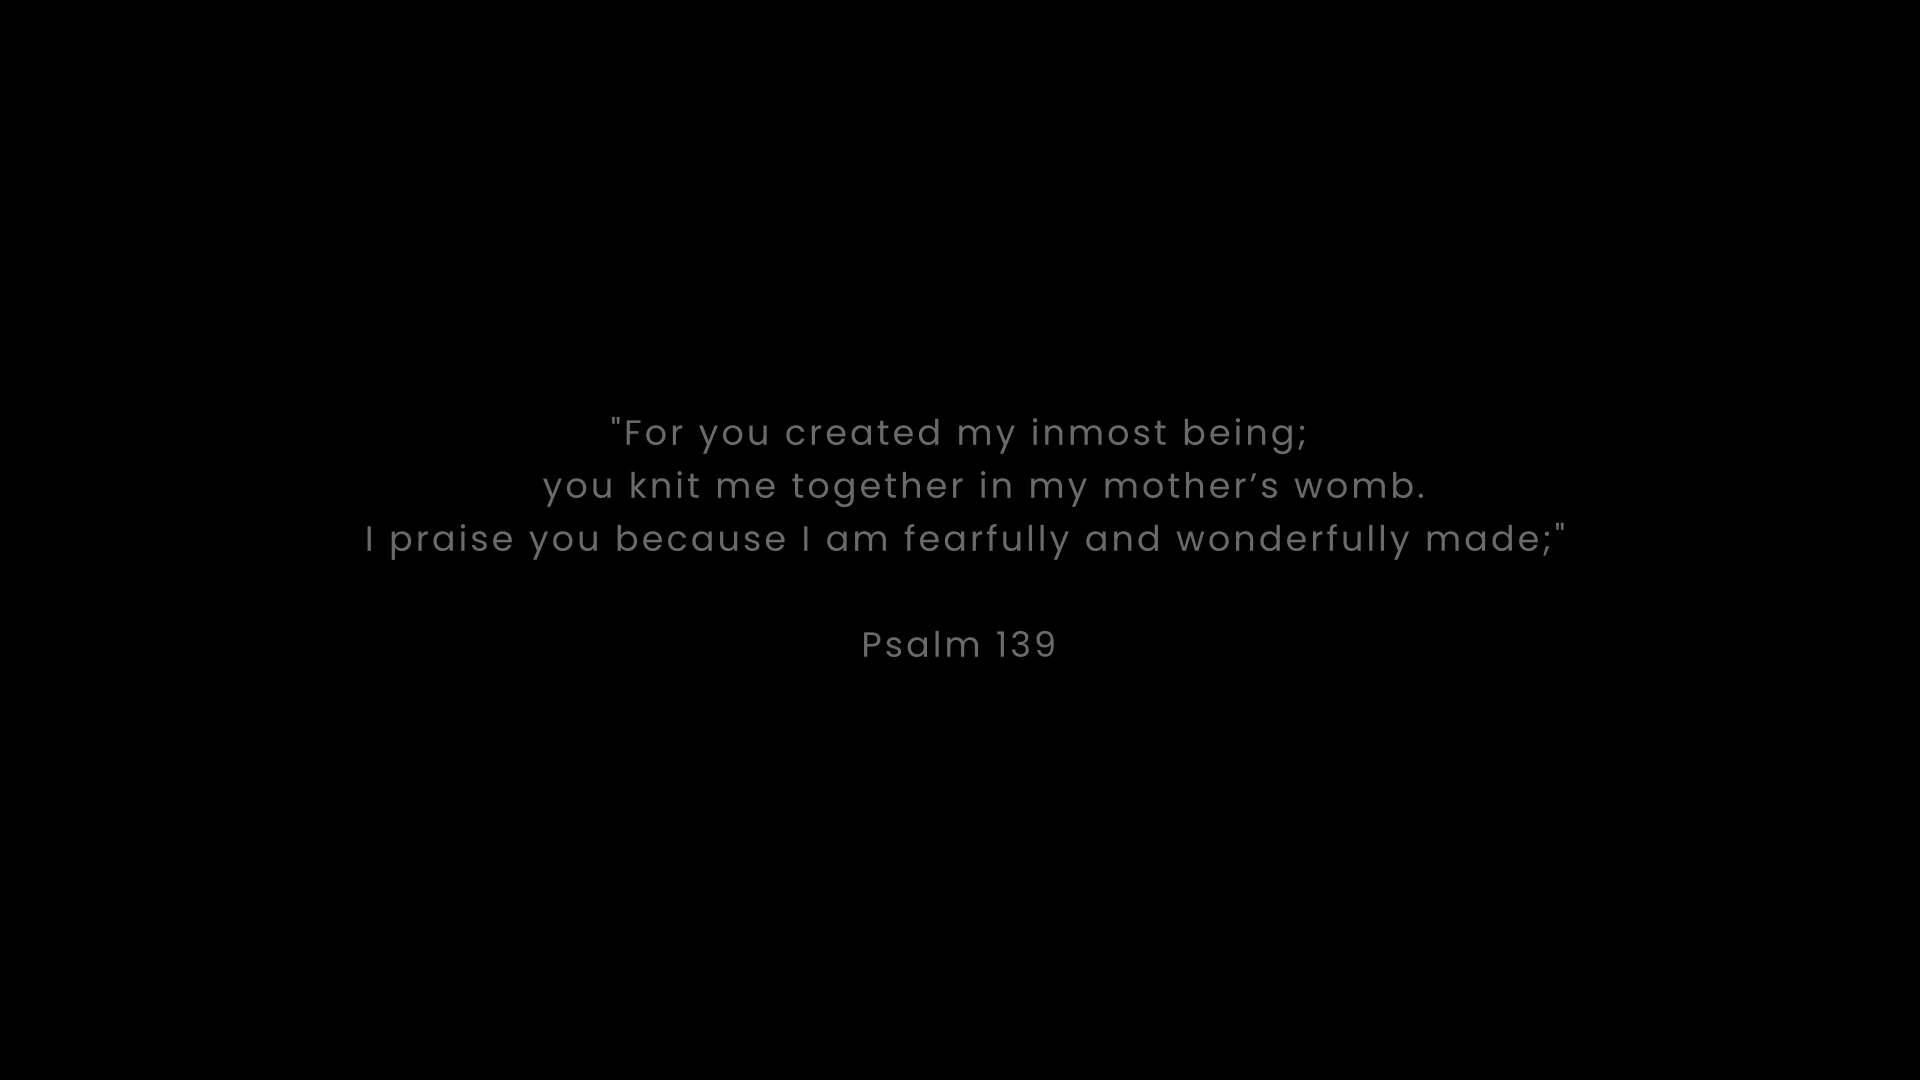 "For you created my inmost being;
you knit me together in my mother’s womb.
I praise you because I am fearfully and wonderfully made;"
Psalm 139